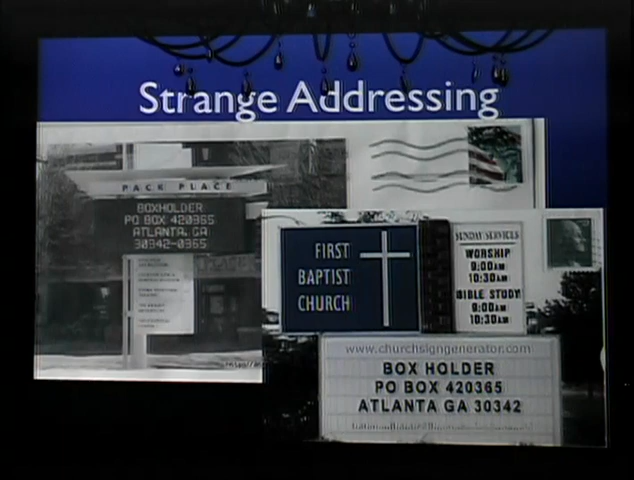 Strange Addressing
PACK PLACE
BOXHOLDER
PO BOX 420365
ATLANTA, GA
30342-0365
FIRST
BAPTIST
CHURCH
SUNDAY SERVICES
WORSHIP
9:00AM
10:30AM
BIBLE STUDY
9:00AM
10:30AM
www.churchsigngenerator.com
BOX HOLDER
PO BOX 420365
ATLANTA GA 30342